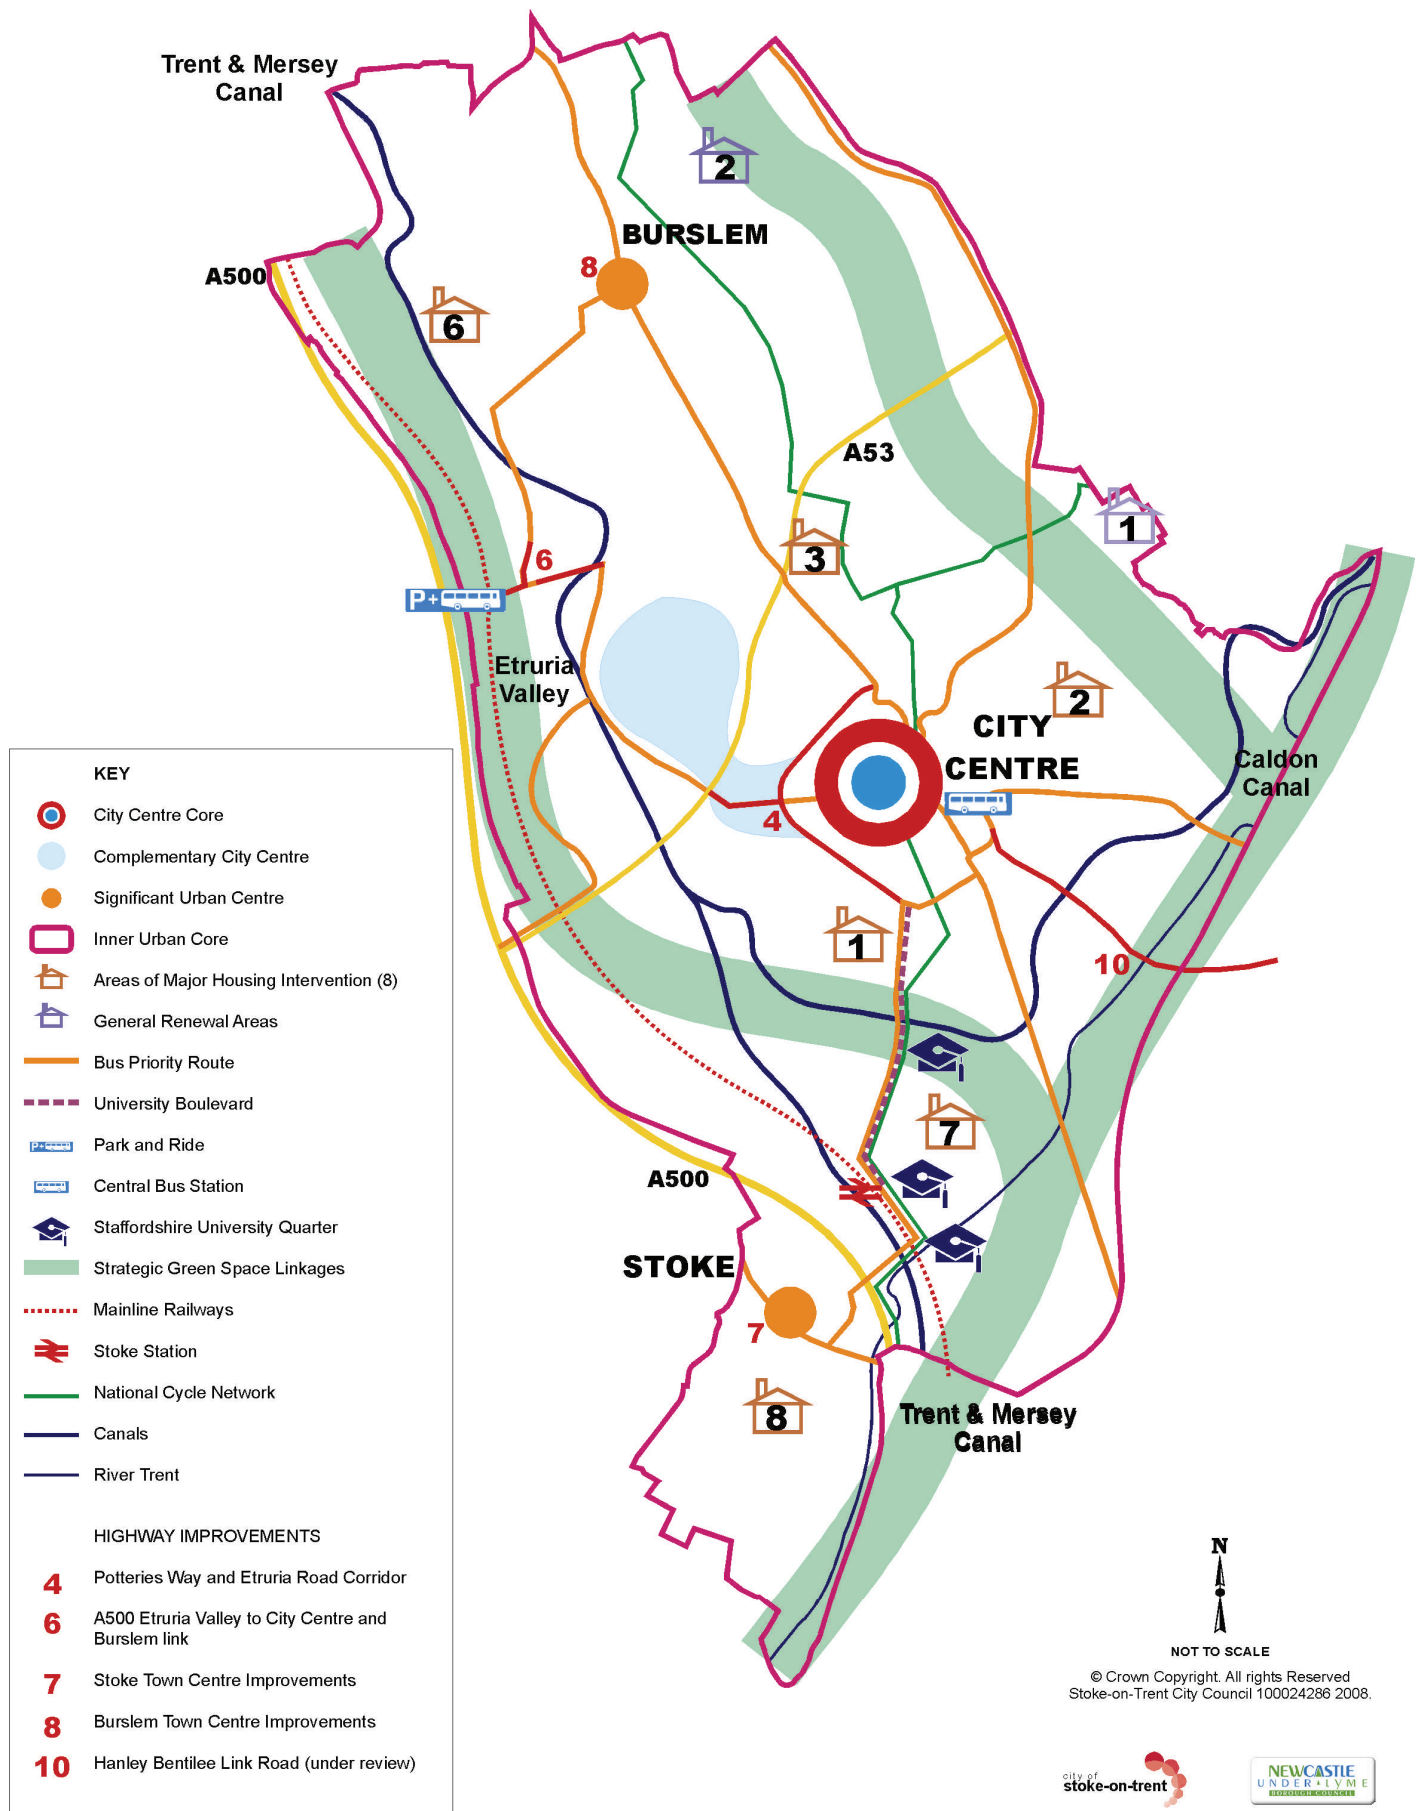 Trent & Mersey
Canal
2
BURSLEM
8
A500
6
A53
1
3
6
P+
Etruria
Valley
2
CITY
CENTRE
Caldon
Canal
4
1
10
7
A500
STOKE
7
8
Trent & Mersey
Canal
KEY
City Centre Core
Complementary City Centre
Significant Urban Centre
Inner Urban Core
Areas of Major Housing Intervention (8)
General Renewal Areas
Bus Priority Route
University Boulevard
P+
Park and Ride
Central Bus Station
Staffordshire University Quarter
Strategic Green Space Linkages
Mainline Railways
Stoke Station
National Cycle Network
Canals
River Trent
HIGHWAY IMPROVEMENTS
4 Potteries Way and Etruria Road Corridor
6 A500 Etruria Valley to City Centre and
Burslem link
7 Stoke Town Centre Improvements
8 Burslem Town Centre Improvements
10 Hanley Bentilee Link Road (under review)
N
NOT TO SCALE
© Crown Copyright. All rights Reserved
Stoke-on-Trent City Council 100024286 2008.
city of
stoke-on-trent
NEWCASTLE
UNDER LYME
BOROUGH COUNCIL